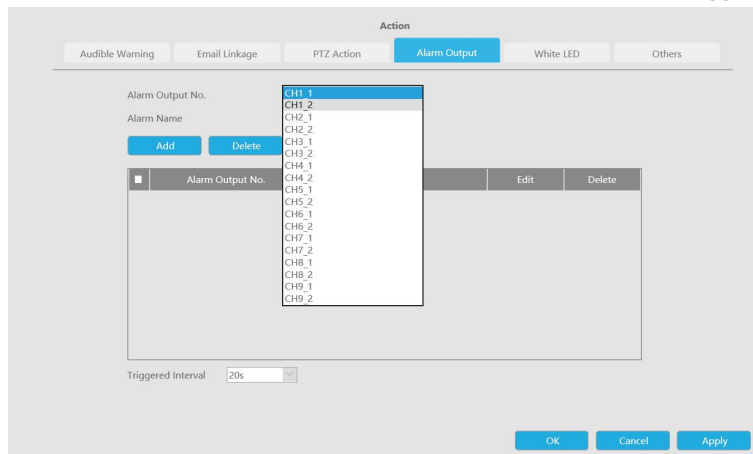 Action
Audible Warning Email Linkage PTZ Action Alarm Output White LED Others
Alarm Output No.
CH1_1
CH1_2
Alarm Name
CH2_1
CH2_2
Add Delete
CH3_1
CH3_2
CH4_1
Alarm Output No. CH4_2 Edit Delete
CH5_1
CH5_2
CH6_1
CH6_2
CH7_1
CH7_2
CH8_1
CH8_2
CH9_1
CH9_2
Triggered Interval 20s
OK Cancel Apply